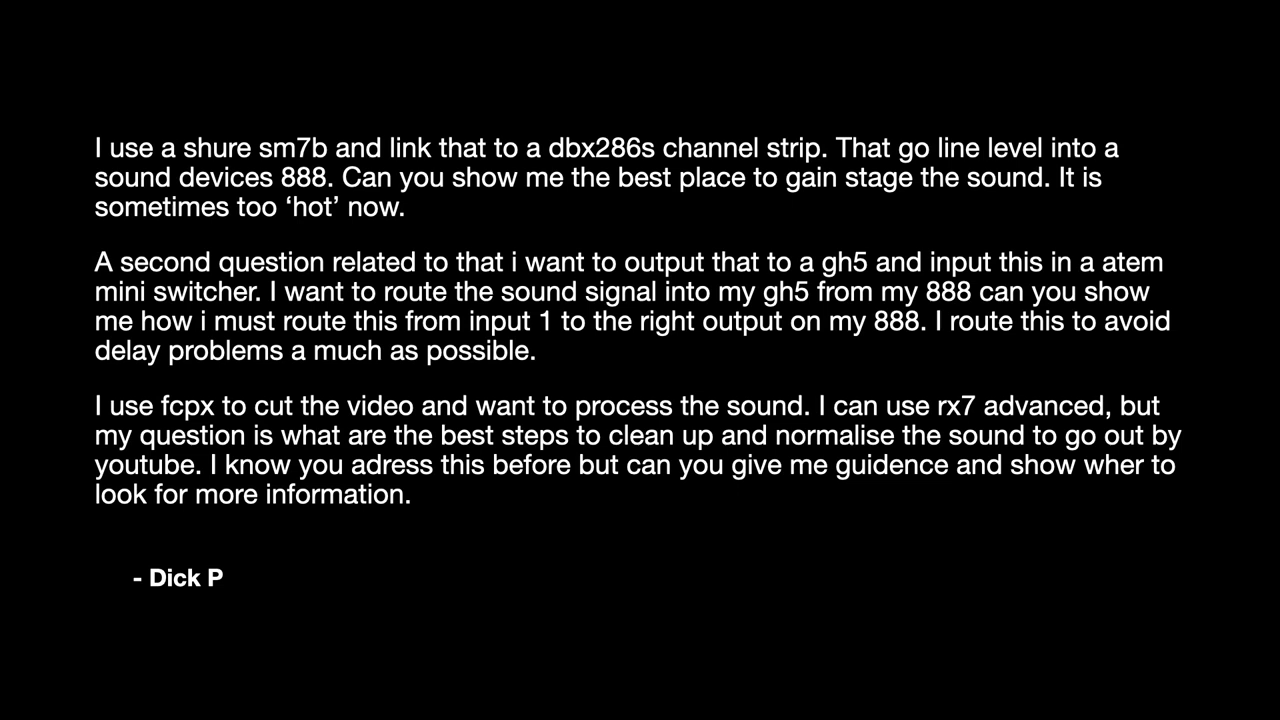 I use a shure sm7b and link that to a dbx286s channel strip. That go line level into a
sound devices 888. Can you show me the best place to gain stage the sound. It is
sometimes too ‘hot’ now.
A second question related to that i want to output that to a gh5 and input this in a atem
mini switcher. I want to route the sound signal into my gh5 from my 888 can you show
me how i must route this from input 1 to the right output on my 888. I route this to avoid
delay problems a much as possible.
I use fcpx to cut the video and want to process the sound. I can use rx7 advanced, but
my question is what are the best steps to clean up and normalise the sound to go out by
youtube. I know you adress this before but can you give me guidence and show wher to
look for more information.
- Dick P